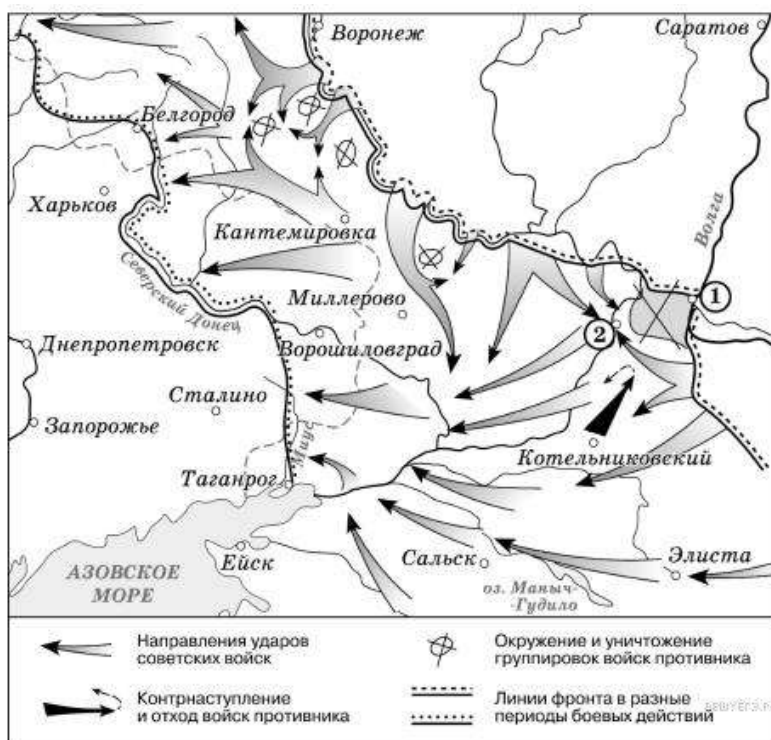 Воронеж
Саратов
Белгород
Харьков
Волга
Кантемировка
Северский Донец
Миллерово
1
2
Днепропетровск
Ворошиловград
Сталино
Запорожье
Миус
Котельниковский
Таганрог
АЗОВСКОЕ
МОРЕ
Ейск
Сальск
Элиста
оз. Маныч-
-Гудило
Направления ударов
советских войск
Окружение и уничтожение
группировок войск противника
Контрнаступление
и отход войск противника
Линии фронта в разные
периоды боевых действий